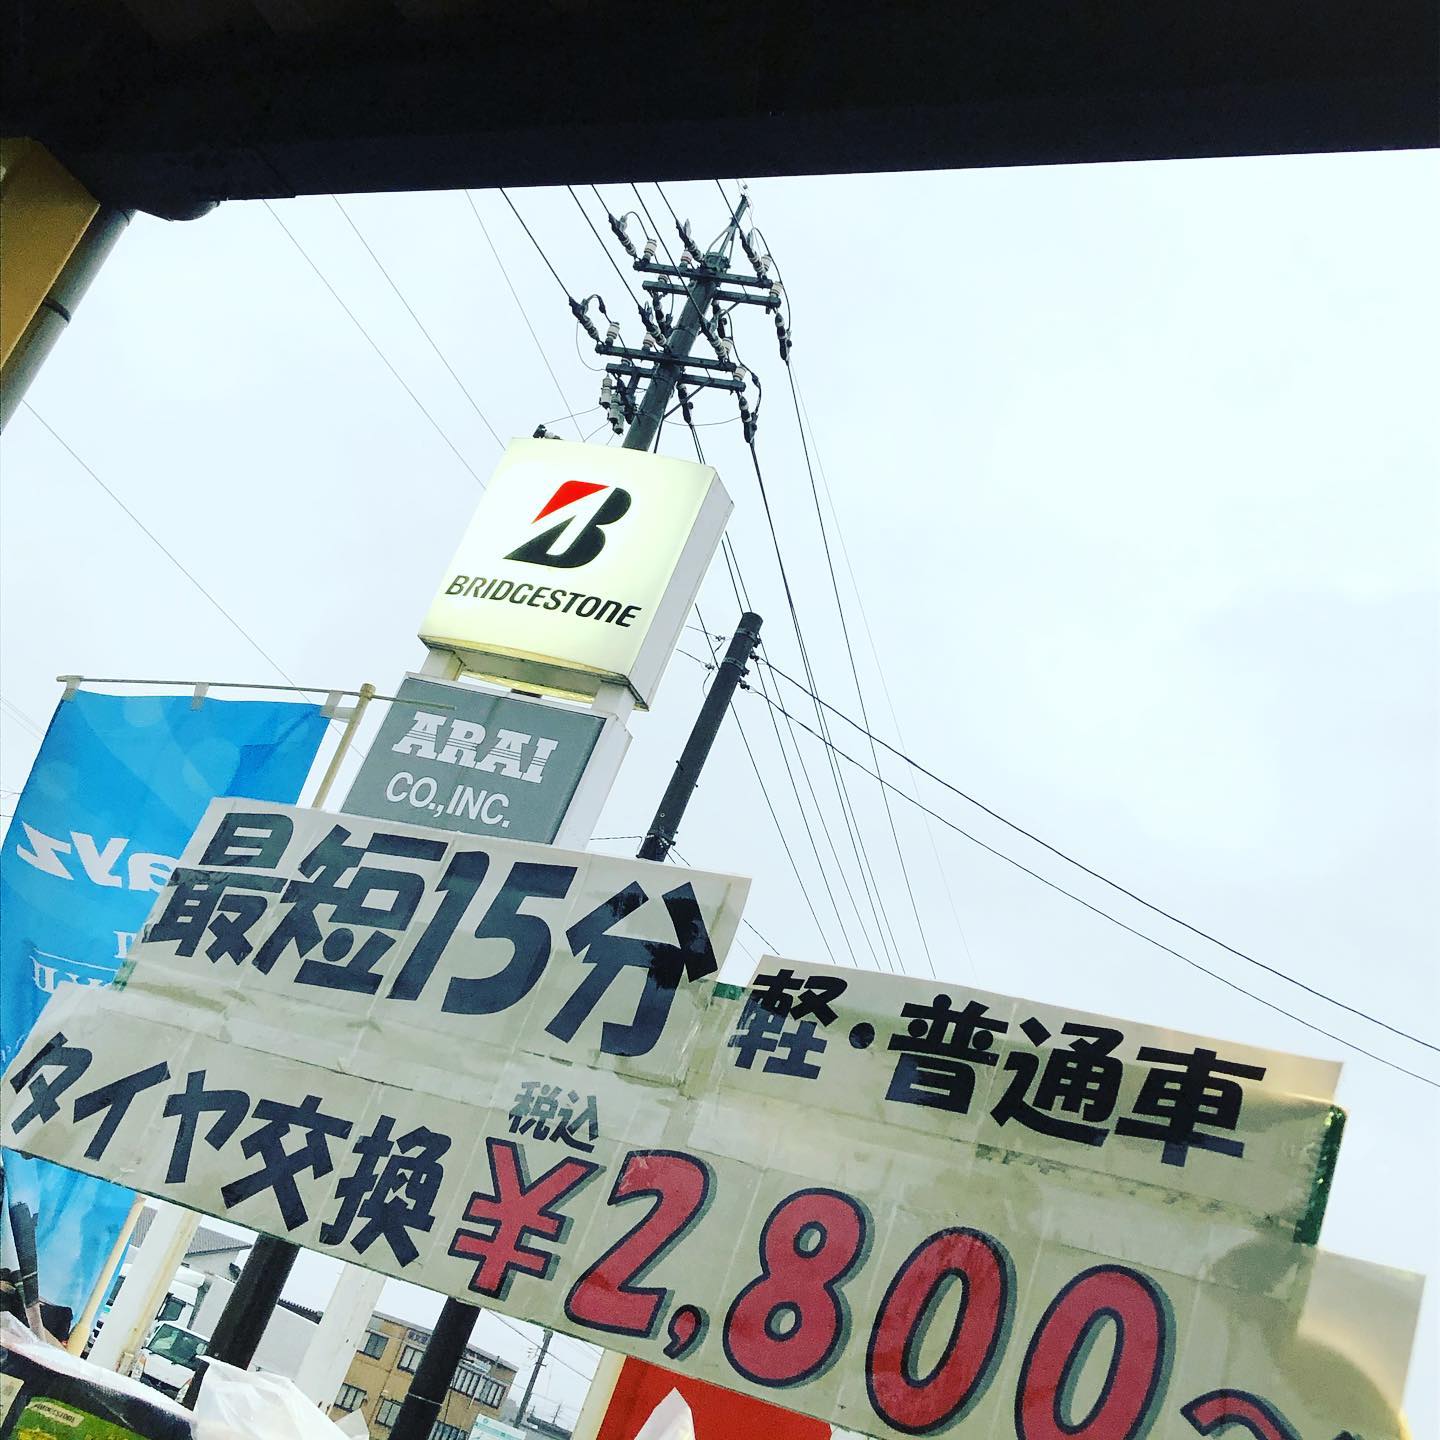 BRIDGESTONE
ARAI
CO., INC.
最短15分
軽・普通車
タイヤ交換
税込
¥2,800～